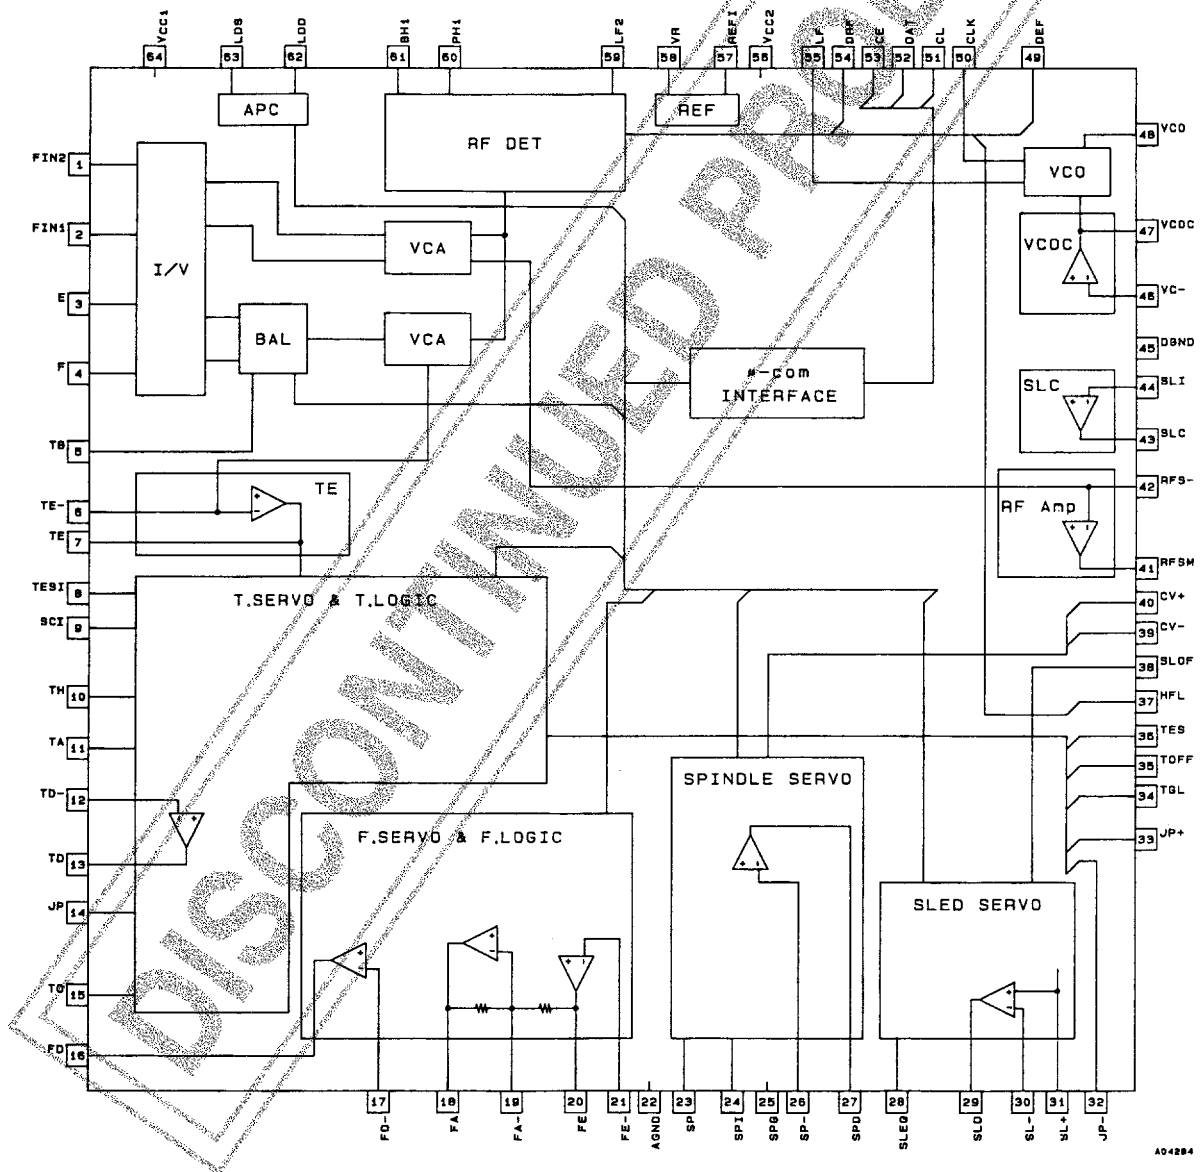 VCC1
LDS
LDD
BH1
PH1
LF2
VR
REFI
VCC2
LF
DRF
CE
DAT
CL
CLK
DEF
64
63
62
61
60
59
58
57
56
55
54
53
52
51
50
49
APC
RF DET
REF
FIN2 1
FIN1 2
E 3
F 4
TB 5
TE- 6
TE 7
TESI 8
SCI 9
TH 10
TA 11
TD- 12
TD 13
JP 14
TO 15
FD 16
I/V
VCA
BAL
VCA
μ-com
INTERFACE
VCO
VCOC
SLC
RF Amp
TE
T.SERVO & T.LOGIC
F.SERVO & F.LOGIC
SPINDLE SERVO
SLED SERVO
48 VCO
47 VCOC
46 VC-
45 DGND
44 SLI
43 SLC
42 RFS-
41 RFSM
40 CV+
39 CV-
38 SLOF
37 HFL
36 TES
35 TOFF
34 TGL
33 JP+
17
18
19
20
21
22
23
24
25
26
27
28
29
30
31
32
FD-
FA
FA-
FE
FE-
AGND
SP
SPI
SPG
SP-
SPD
SLEQ
SLD
SL-
SL+
JP-
DISCONTINUED
A04284